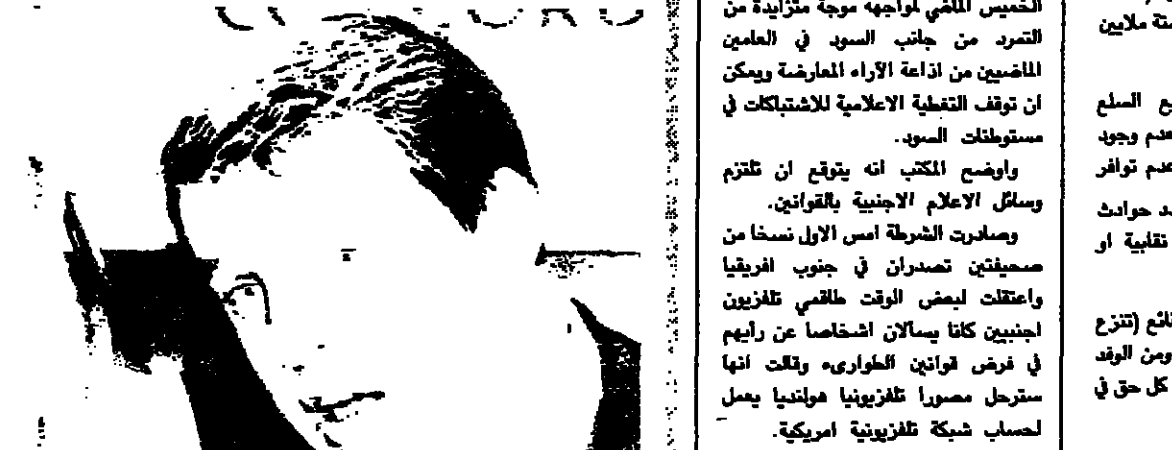 الخميس الماضي لمواجهه موجة متزايدة من
التمرد من جانب السود في العامين
الماضيين من اذاعة الآراء المعارضة ويمكن
ان توقف التغطية الاعلامية للاشتباكات في
مستوطنات السود.
واوضح المكتب انه يتوقع ان تلتزم
وسائل الاعلام الاجنبية بالقوانين.
وصادرت الشرطة امس الاول نسخا من
صحيفتين تصدران في جنوب افريقيا
واعتقلت لبعض الوقت طاقمي تلفزيون
اجنبيين كانا يسألان اشخاصا عن رأيهم
في فرض قوانين الطوارىء وقالت انها
سترحل مصورا تلفزيونيا هولنديا يعمل
لحساب شبكة تلفزيونية امريكية.
ستة ملايين
السلع
عدم وجود
عدم توافر
حوادث
نقابية او
(تنزع
ومن الوفد
كل حق في